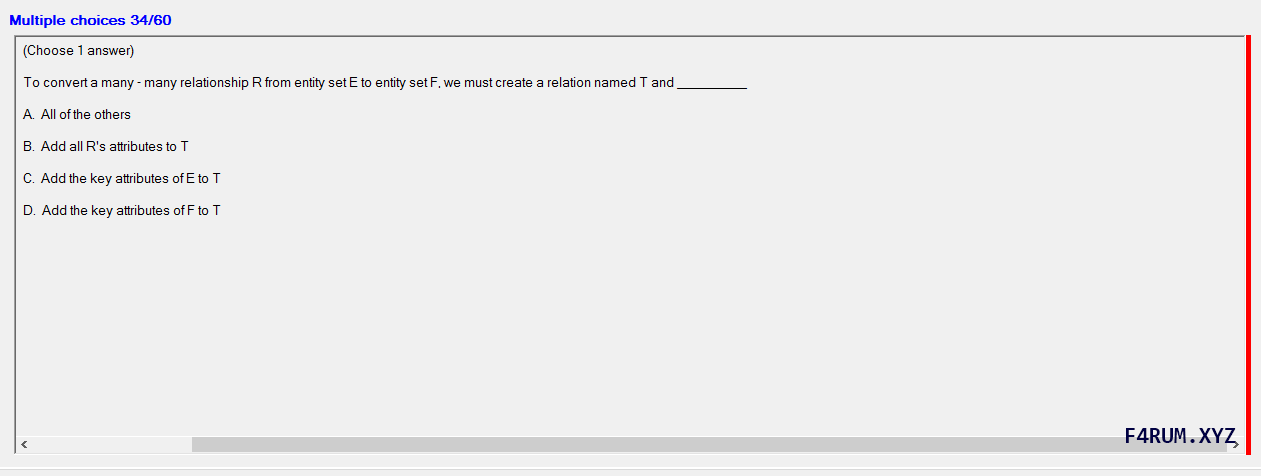 Multiple choices 34/60
(Choose 1 answer)
To convert a many - many relationship R from entity set E to entity set F, we must create a relation named T and __________
A. All of the others
B. Add all R's attributes to T
C. Add the key attributes of E to T
D. Add the key attributes of F to T
F4RUM.XYZ